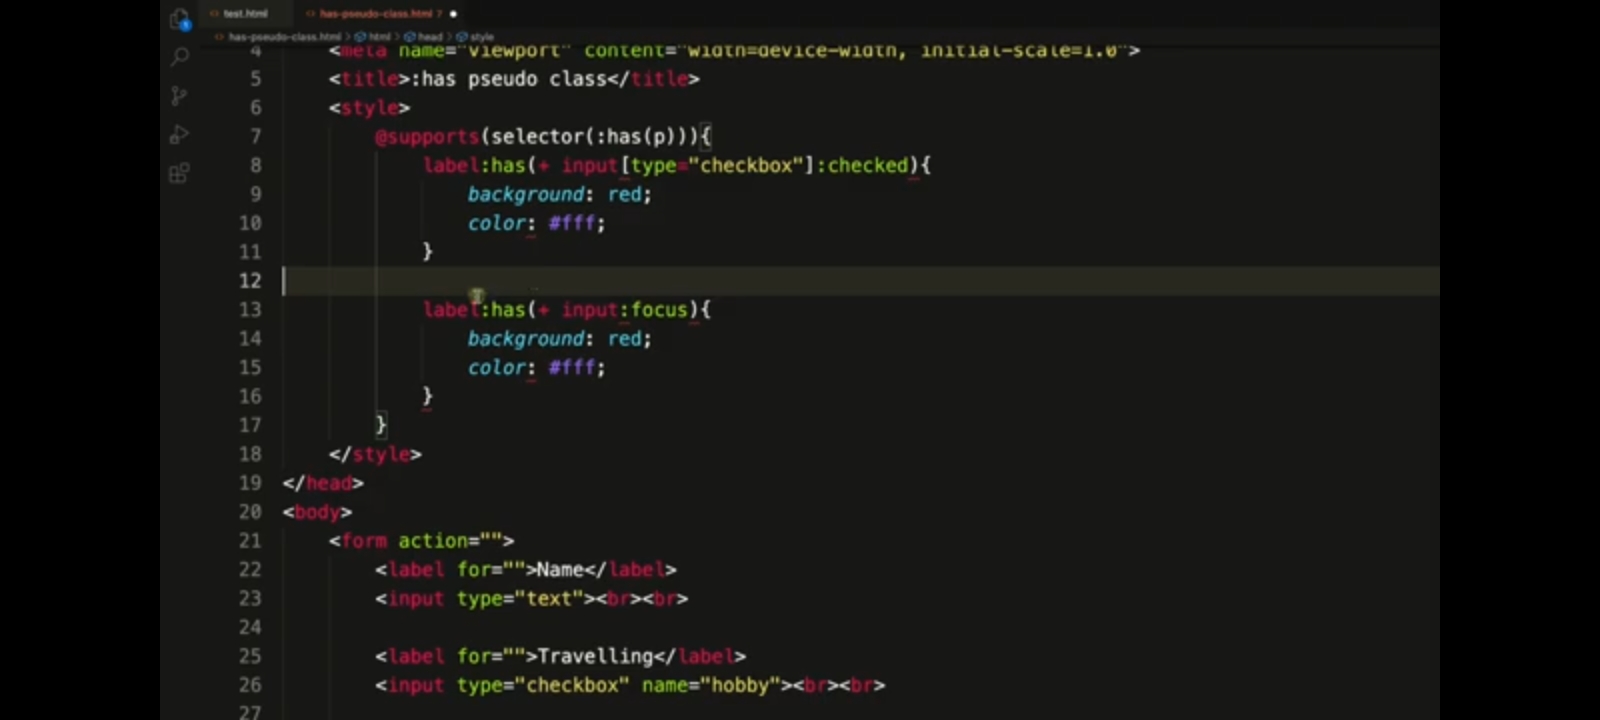 test.html
has-pseudo-class.html 7
has-pseudo-class.html > html > head > style
4 <meta name="viewport" content="width=device-width, initial-scale=1.0">
5 <title>:has pseudo class</title>
6 <style>
7 @supports(selector(:has(p))){
8 label:has(+ input[type="checkbox"]:checked){
9 background: red;
10 color: #fff;
11 }
12
13 label:has(+ input:focus){
14 background: red;
15 color: #fff;
16 }
17 }
18 </style>
19 </head>
20 <body>
21 <form action="">
22 <label for="">Name</label>
23 <input type="text"><br><br>
24
25 <label for="">Travelling</label>
26 <input type="checkbox" name="hobby"><br><br>
27